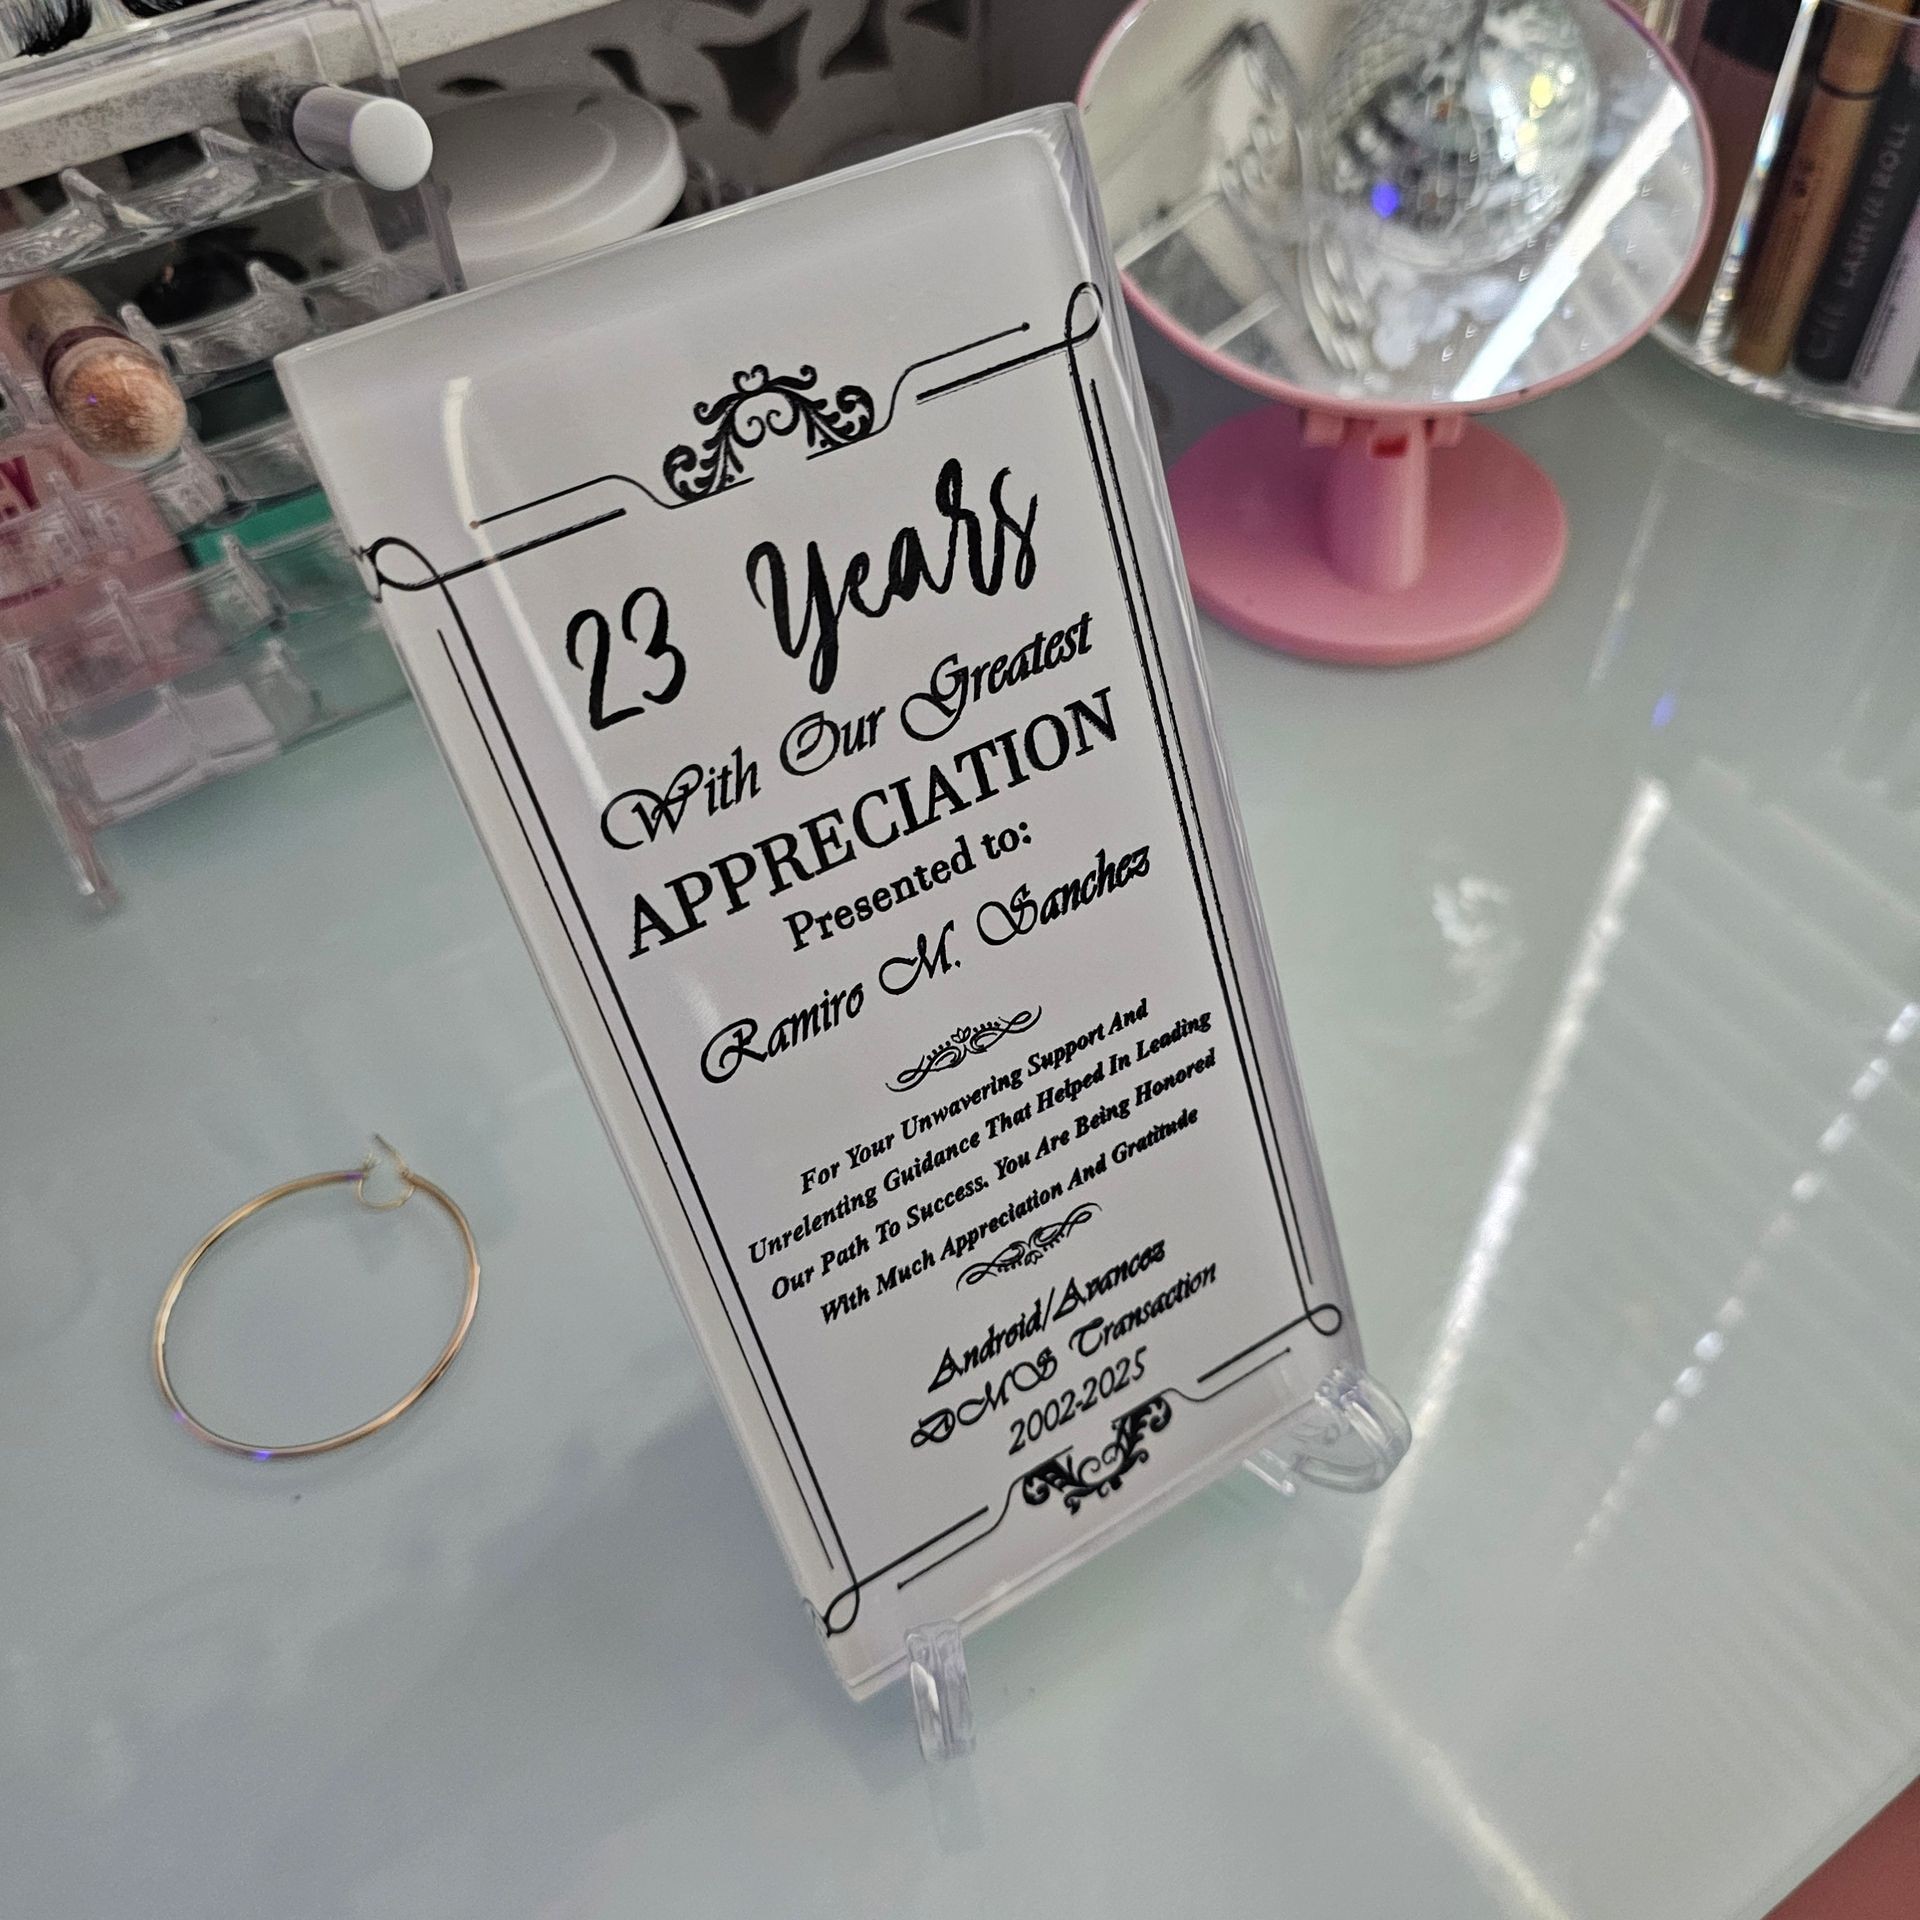 23 Years
With Our Greatest
APPRECIATION
Presented to:
Ramiro M. Sanchez
For Your Unwavering Support And
Unrelenting Guidance That Helped In Leading
Our Path To Success. You Are Being Honored
With Much Appreciation And Gratitude
Android/Avancez
DMS Transaction
2002-2025
LASH 'N ROLL